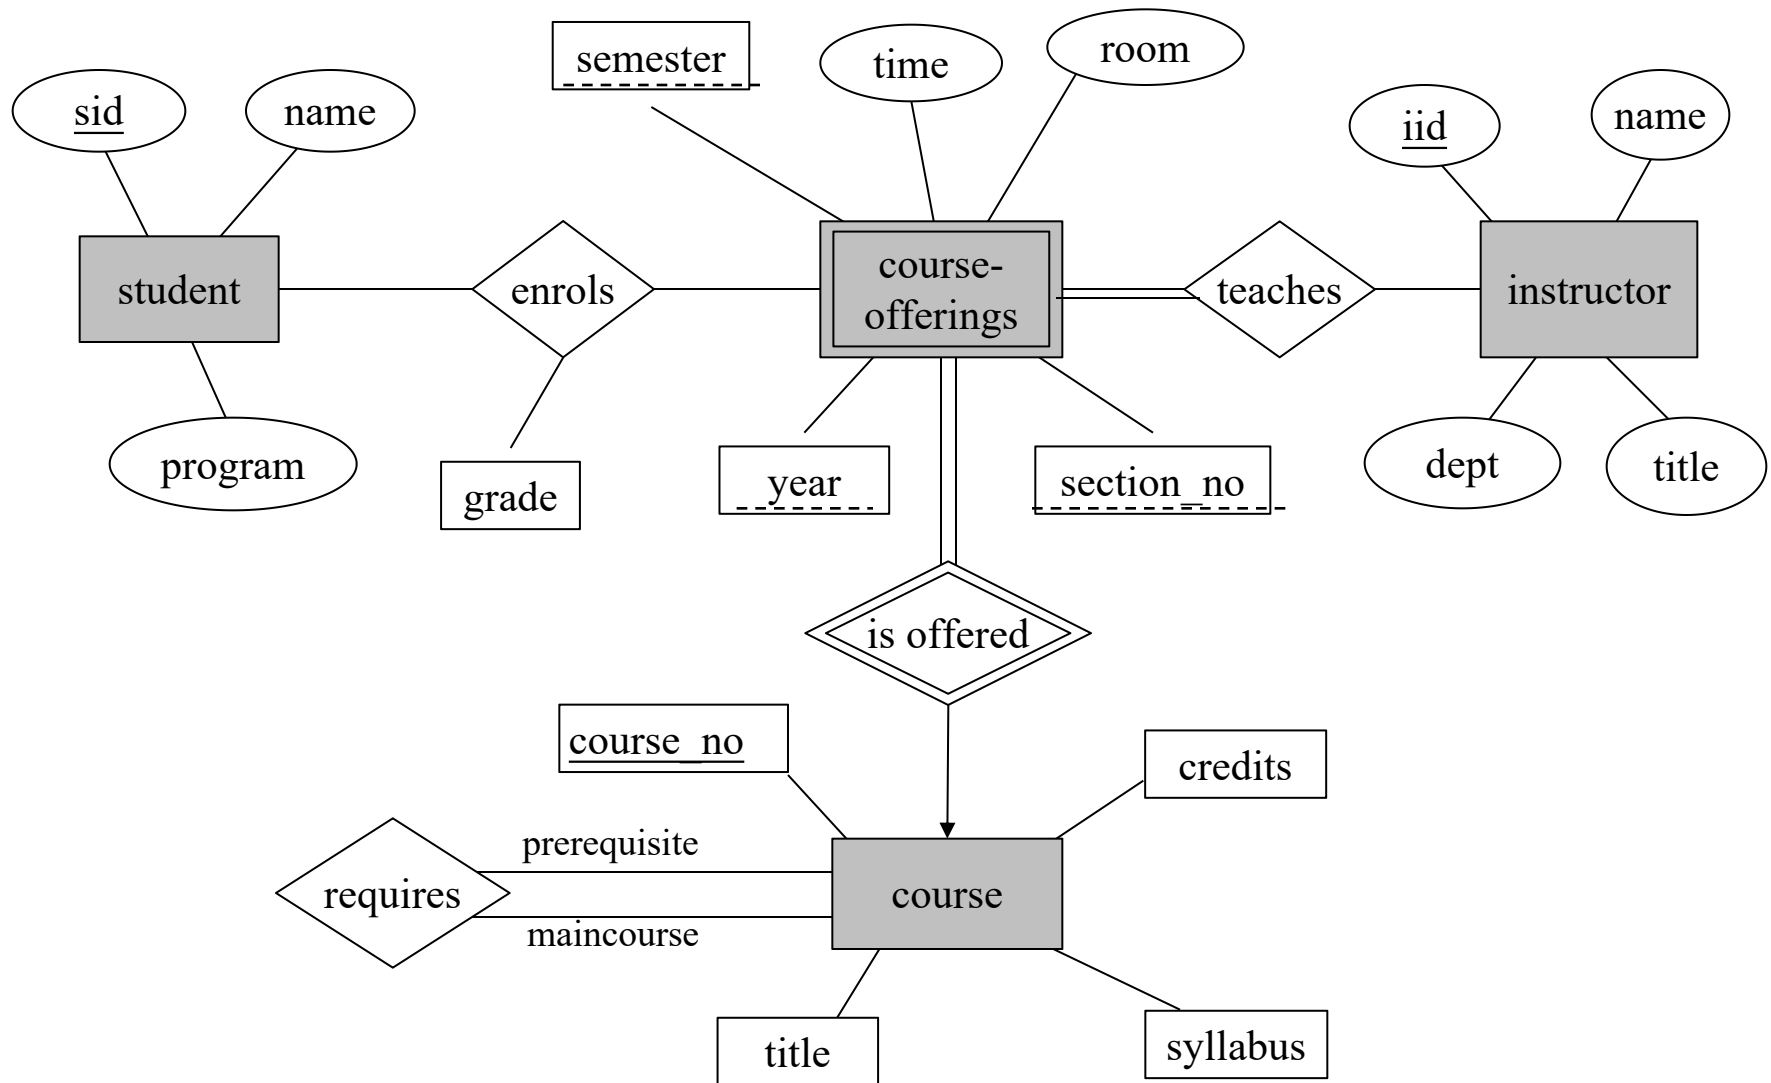 semester
time
room
sid
name
iid
name
student
enrols
course-
offerings
teaches
instructor
program
grade
year
section_no
dept
title
is offered
course_no
credits
prerequisite
requires
course
maincourse
title
syllabus